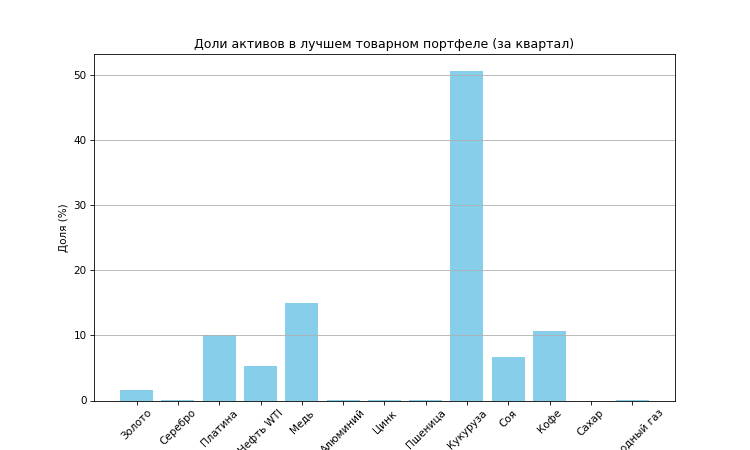 Доли активов в лучшем товарном портфеле (за квартал)
Доля (%)
50
40
30
20
10
0
Золото
Серебро
Платина
Нефть WTI
Медь
Алюминий
Цинк
Пшеница
Кукуруза
Соя
Кофе
Сахар
одный газ